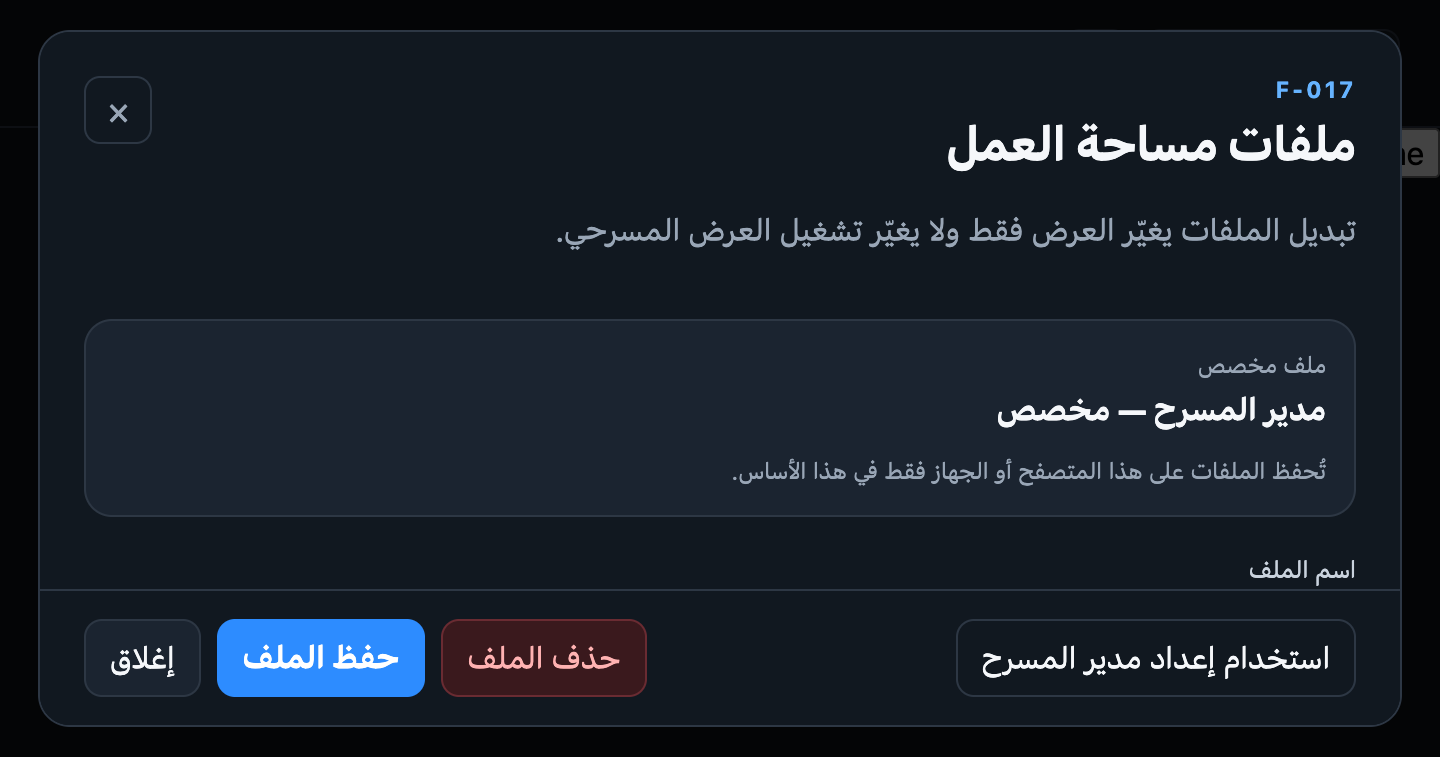 F-017
ملفات مساحة العمل
تبديل الملفات يغيّر العرض فقط ولا يغيّر تشغيل العرض المسرحي.
ملف مخصص
مدير المسرح — مخصص
تُحفظ الملفات على هذا المتصفح أو الجهاز فقط في هذا الأساس.
اسم الملف
استخدام إعداد مدير المسرح
حذف الملف
حفظ الملف
إغلاق